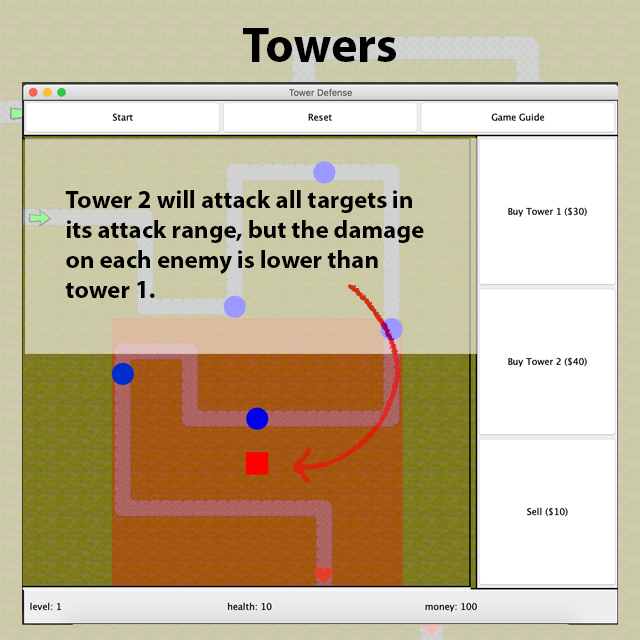 Towers
Tower Defense
Start
Reset
Game Guide
Tower 2 will attack all targets in
its attack range, but the damage
on each enemy is lower than
tower 1.
Buy Tower 1 ($30)
Buy Tower 2 ($40)
Sell ($10)
level: 1
health: 10
money: 100